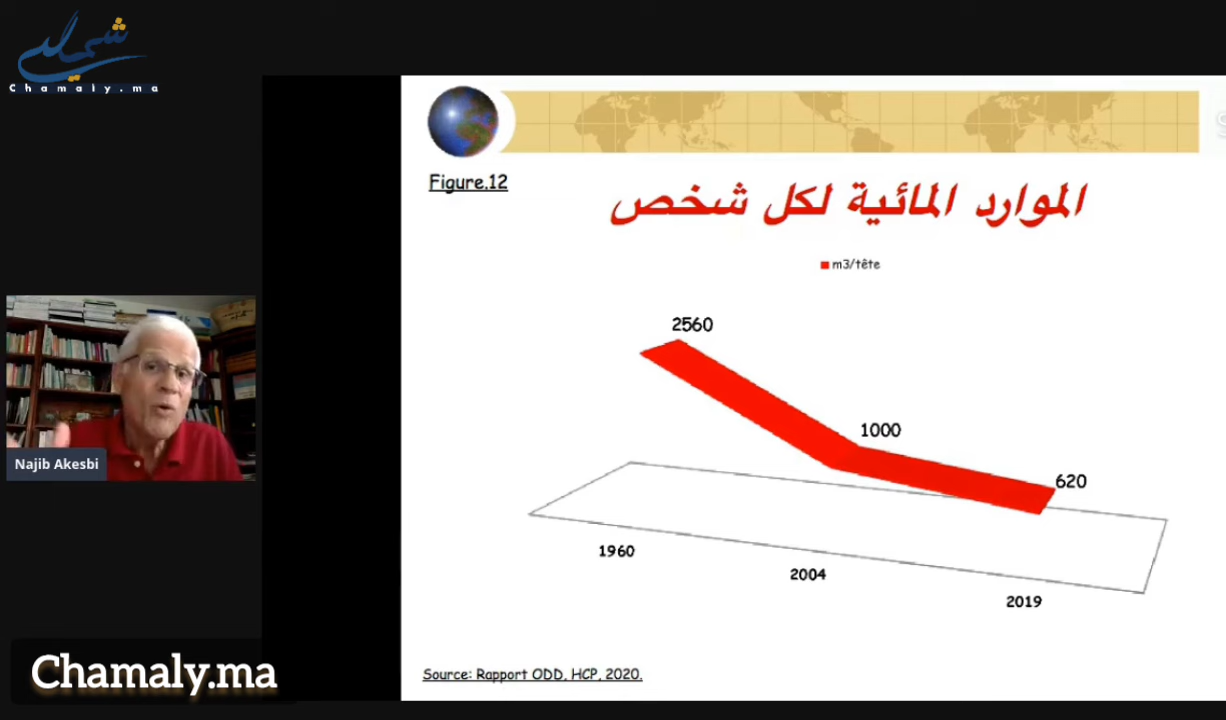 شمالي
Chamaly.ma
Figure.12
الموارد المائية لكل شخص
m3/tête
2560
1000
620
1960
2004
2019
Najib Akesbi
Chamaly.ma
Source: Rapport ODD, HCP, 2020.